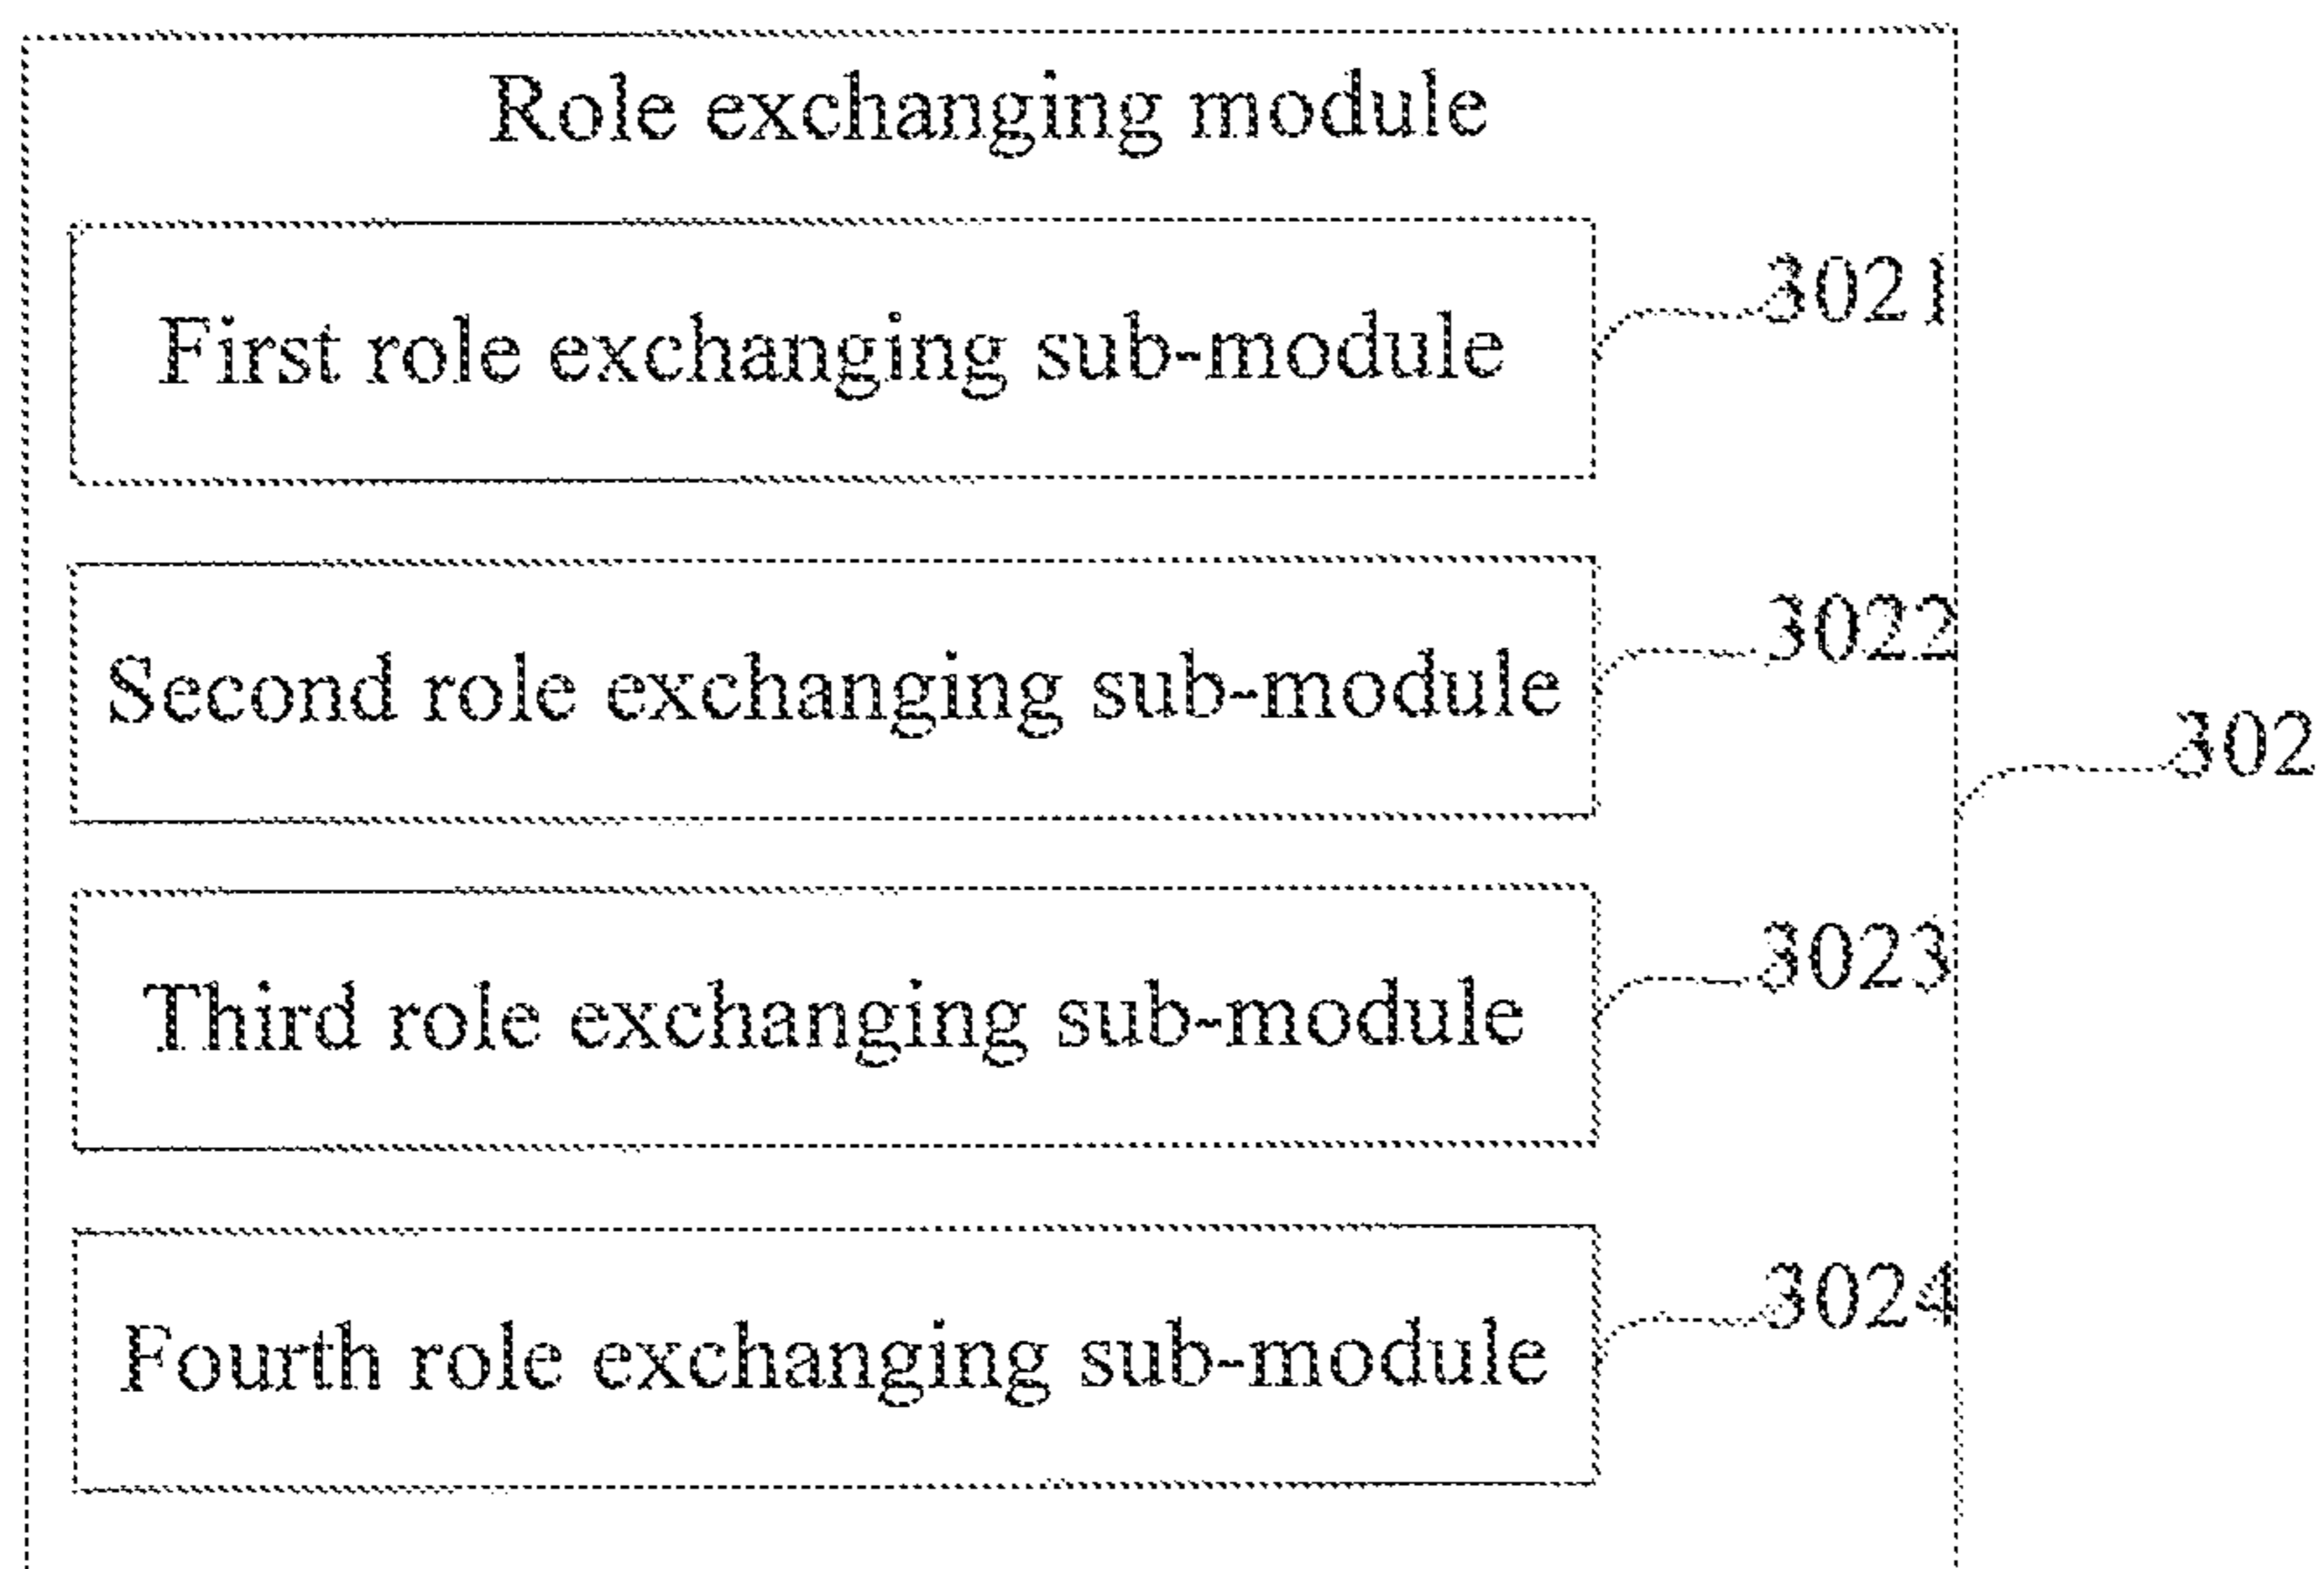 Role exchanging module
First role exchanging sub-module
3021
Second role exchanging sub-module
3022
302
Third role exchanging sub-module
3023
Fourth role exchanging sub-module
3024